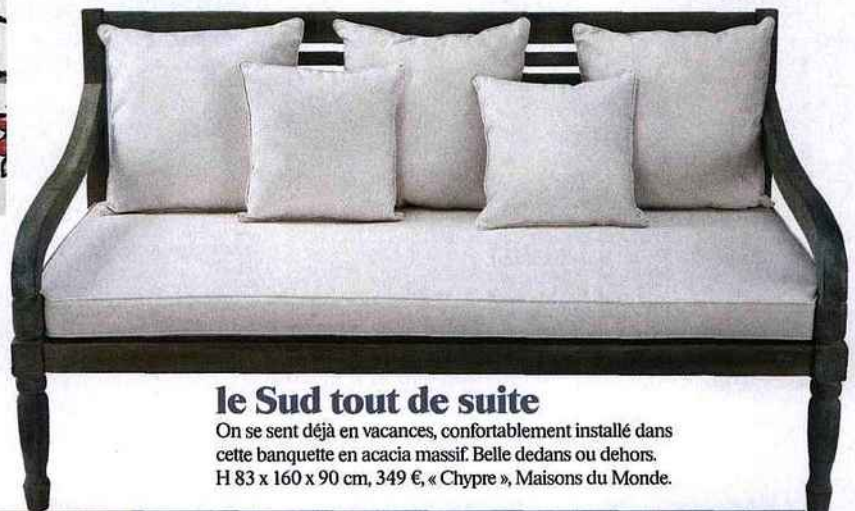 le Sud tout de suite
On se sent déjà en vacances, confortablement installé dans
cette banquette en acacia massif. Belle dedans ou dehors.
H 83 x 160 x 90 cm, 349 €, « Chypre », Maisons du Monde.